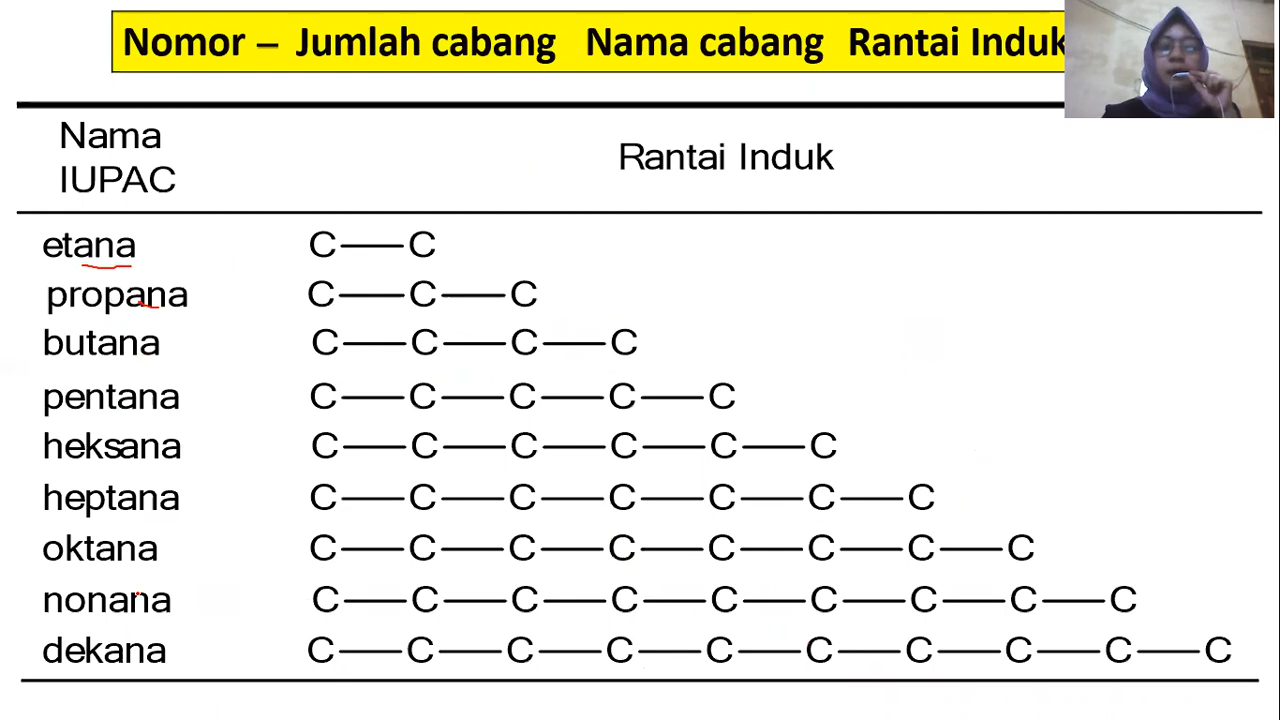 Nomor – Jumlah cabang Nama cabang Rantai Induk
Nama
IUPAC
Rantai Induk
etana C—C
propana C—C—C
butana C—C—C—C
pentana C—C—C—C—C
heksana C—C—C—C—C—C
heptana C—C—C—C—C—C—C
oktana C—C—C—C—C—C—C—C
nonana C—C—C—C—C—C—C—C—C
dekana C—C—C—C—C—C—C—C—C—C